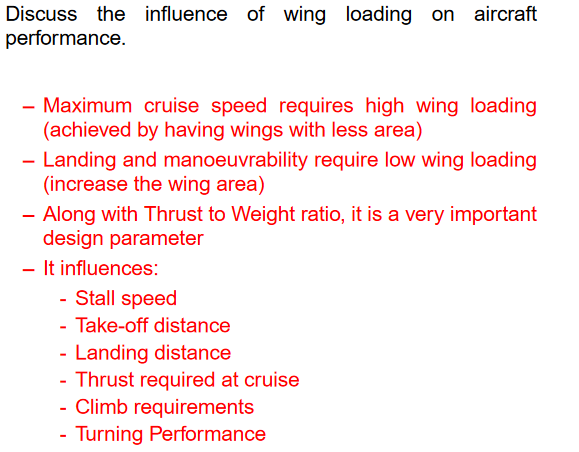 Discuss the influence of wing loading on aircraft
performance.
– Maximum cruise speed requires high wing loading
(achieved by having wings with less area)
– Landing and manoeuvrability require low wing loading
(increase the wing area)
– Along with Thrust to Weight ratio, it is a very important
design parameter
– It influences:
- Stall speed
- Take-off distance
- Landing distance
- Thrust required at cruise
- Climb requirements
- Turning Performance